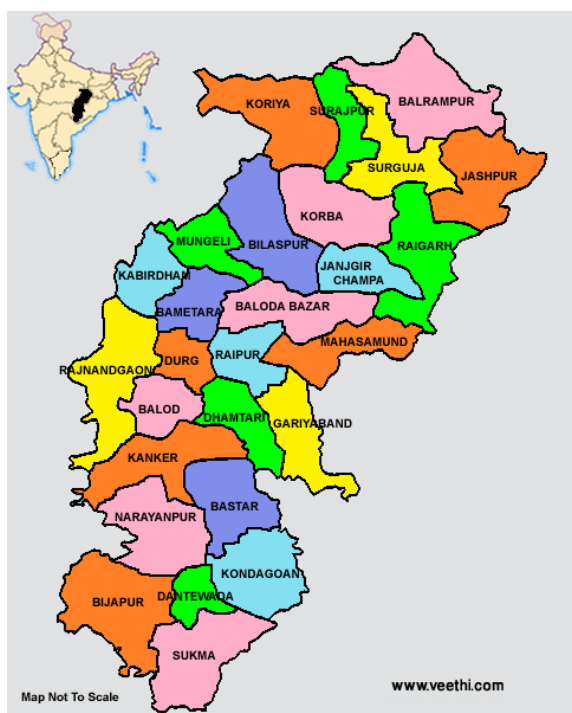 BALRAMPUR
KORIYA
SURAJPUR
SURGUJA
JASHPUR
KORBA
MUNGELI
BILASPUR
RAIGARH
JANJGIR
CHAMPA
KABIRDHAM
BAMETARA
BALODA BAZAR
MAHASAMUND
RAIPUR
DURG
RAJNANDGAON
BALOD
DHAMTARI
GARIYABAND
KANKER
BASTAR
NARAYANPUR
KONDAGOAN
DANTEWADA
BIJAPUR
SUKMA
www.veethi.com
Map Not To Scale